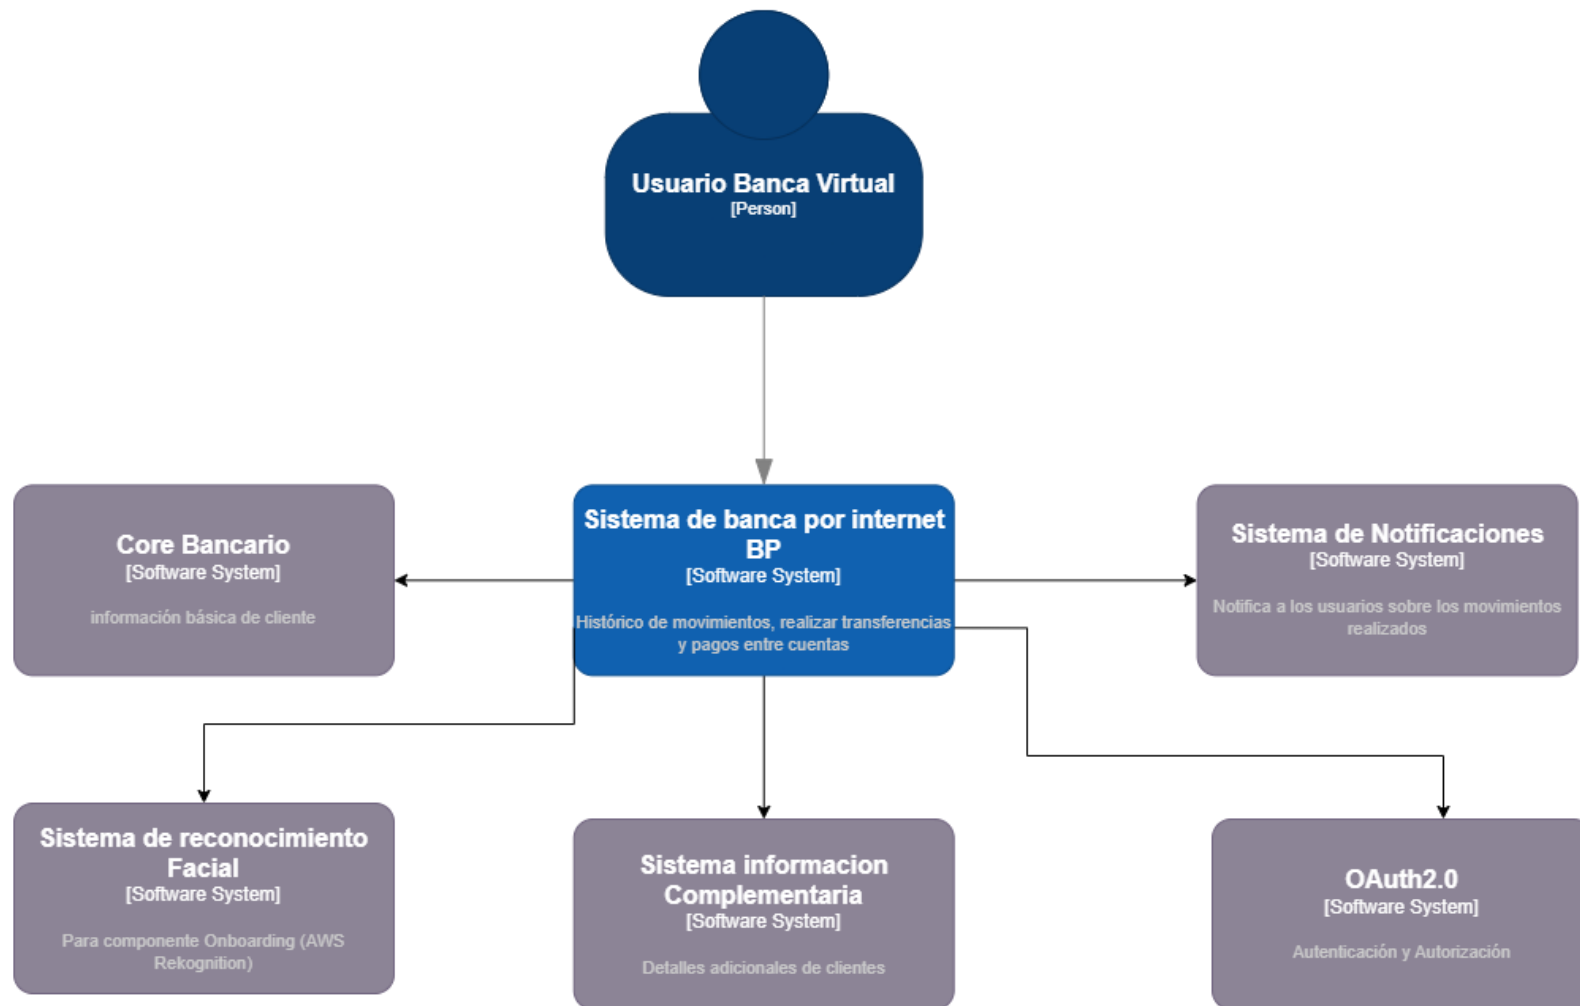 Usuario Banca Virtual
[Person]
Core Bancario
[Software System]
información básica de cliente
Sistema de banca por internet
BP
[Software System]
Histórico de movimientos, realizar transferencias
y pagos entre cuentas
Sistema de Notificaciones
[Software System]
Notifica a los usuarios sobre los movimientos
realizados
Sistema de reconocimiento
Facial
[Software System]
Para componente Onboarding (AWS
Rekognition)
Sistema informacion
Complementaria
[Software System]
Detalles adicionales de clientes
OAuth2.0
[Software System]
Autenticación y Autorización